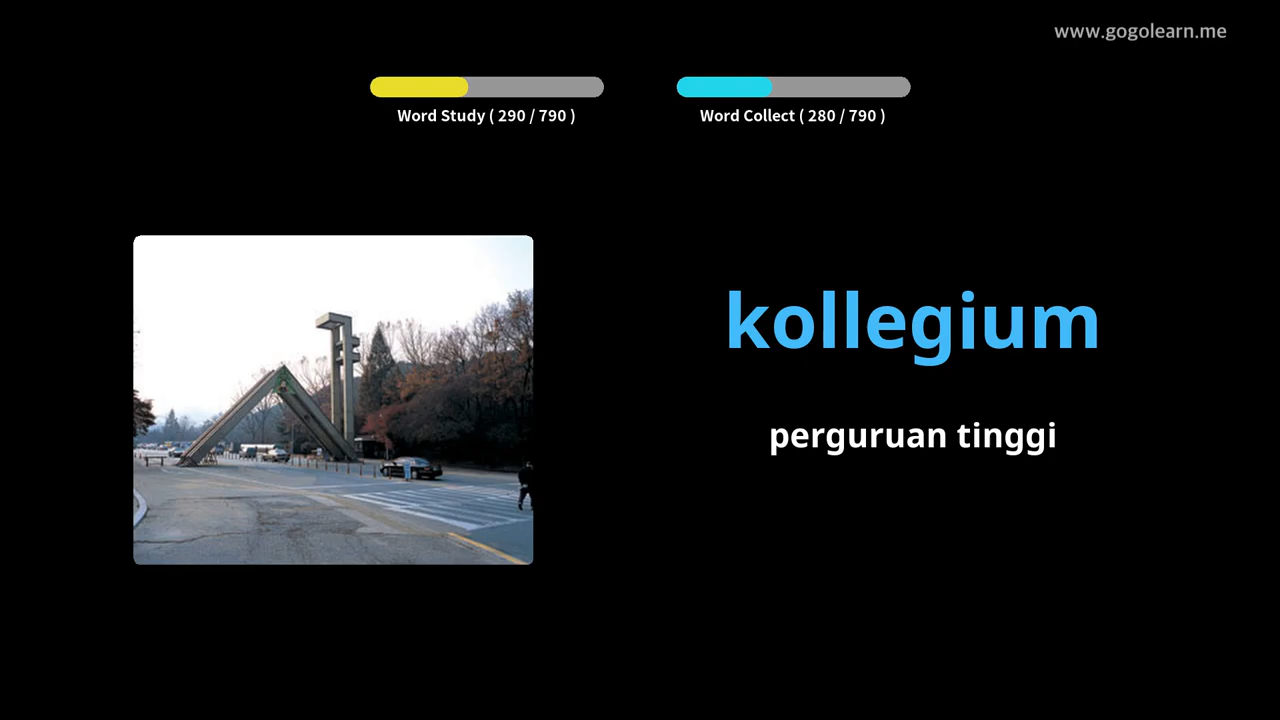 www.gogolearn.me
Word Study ( 290 / 790 )
Word Collect ( 280 / 790 )
kollegium
perguruan tinggi